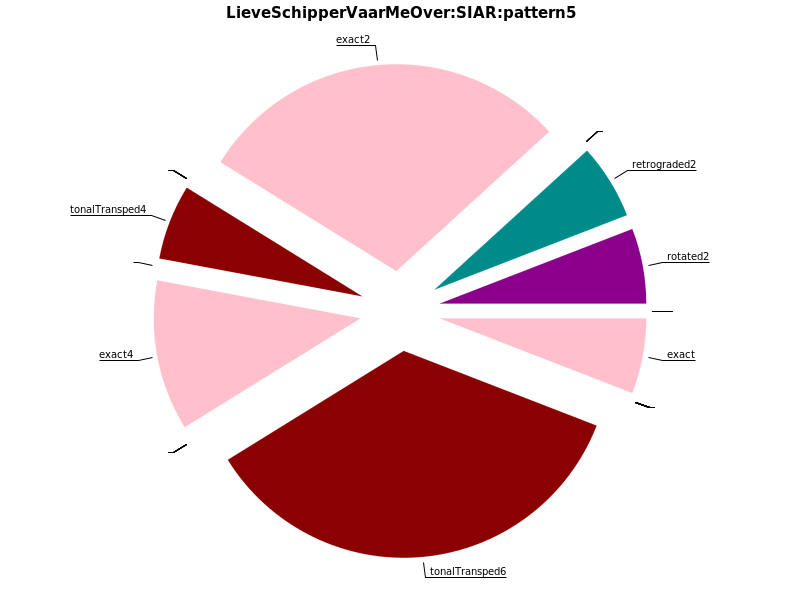 LieveSchipperVaarMeOver:SIAR:pattern5
exact2
retrograded2
tonalTransped4
rotated2
exact4
exact
tonalTransped6